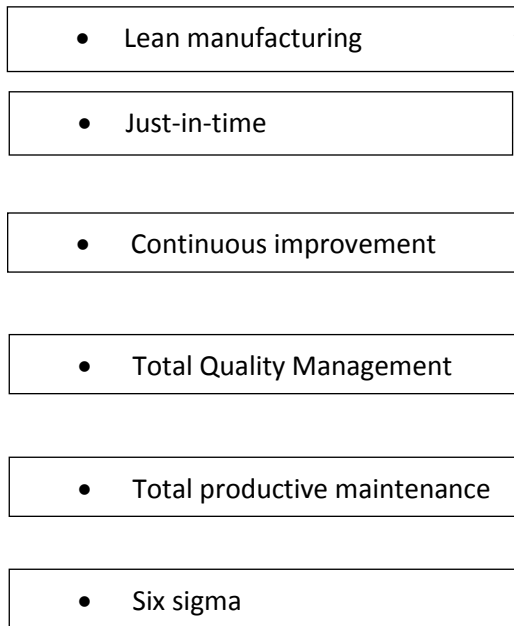 • Lean manufacturing
• Just-in-time
• Continuous improvement
• Total Quality Management
• Total productive maintenance
• Six sigma